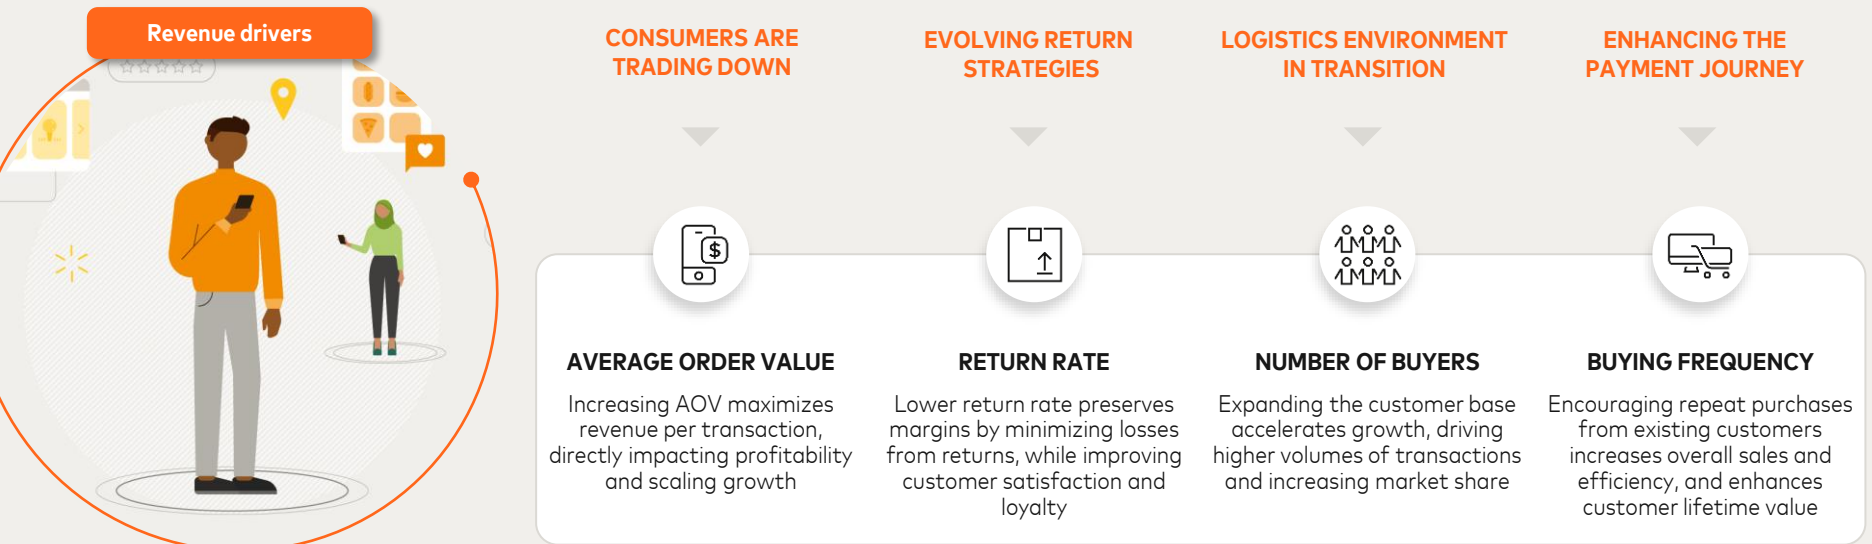 Revenue drivers
CONSUMERS ARE
TRADING DOWN
EVOLVING RETURN
STRATEGIES
LOGISTICS ENVIRONMENT
IN TRANSITION
ENHANCING THE
PAYMENT JOURNEY
$
AVERAGE ORDER VALUE
Increasing AOV maximizes
revenue per transaction,
directly impacting profitability
and scaling growth
RETURN RATE
Lower return rate preserves
margins by minimizing losses
from returns, while improving
customer satisfaction and
loyalty
NUMBER OF BUYERS
Expanding the customer base
accelerates growth, driving
higher volumes of transactions
and increasing market share
BUYING FREQUENCY
Encouraging repeat purchases
from existing customers
increases overall sales and
efficiency, and enhances
customer lifetime value